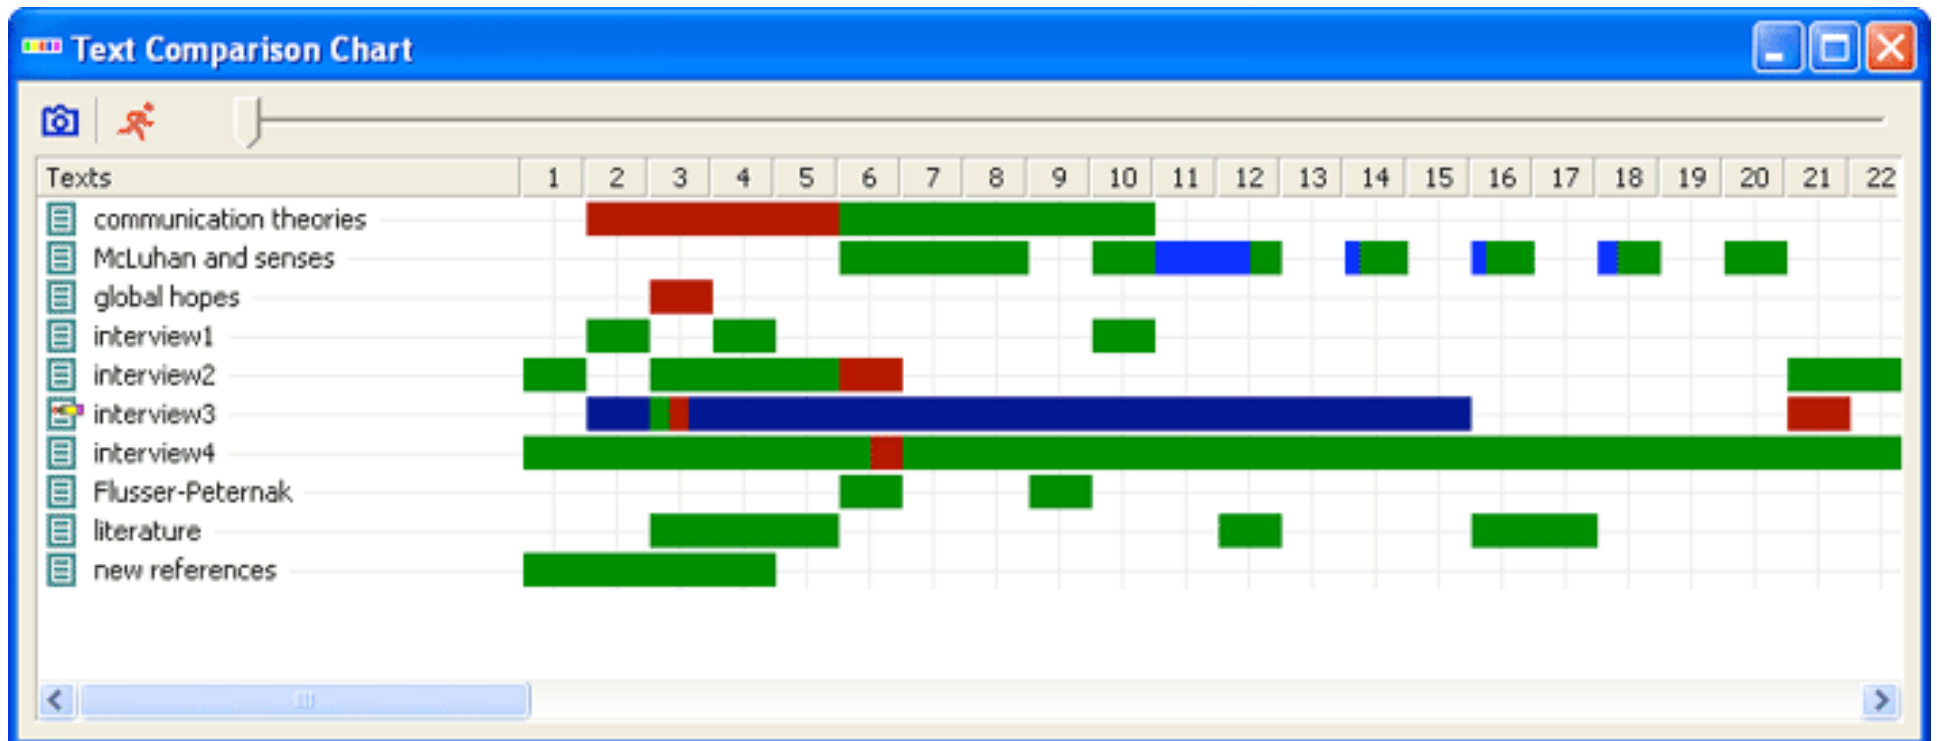 Text Comparison Chart
Texts 1 2 3 4 5 6 7 8 9 10 11 12 13 14 15 16 17 18 19 20 21 22
communication theories
McLuhan and senses
global hopes
interview1
interview2
interview3
interview4
Flusser-Peternak
literature
new references